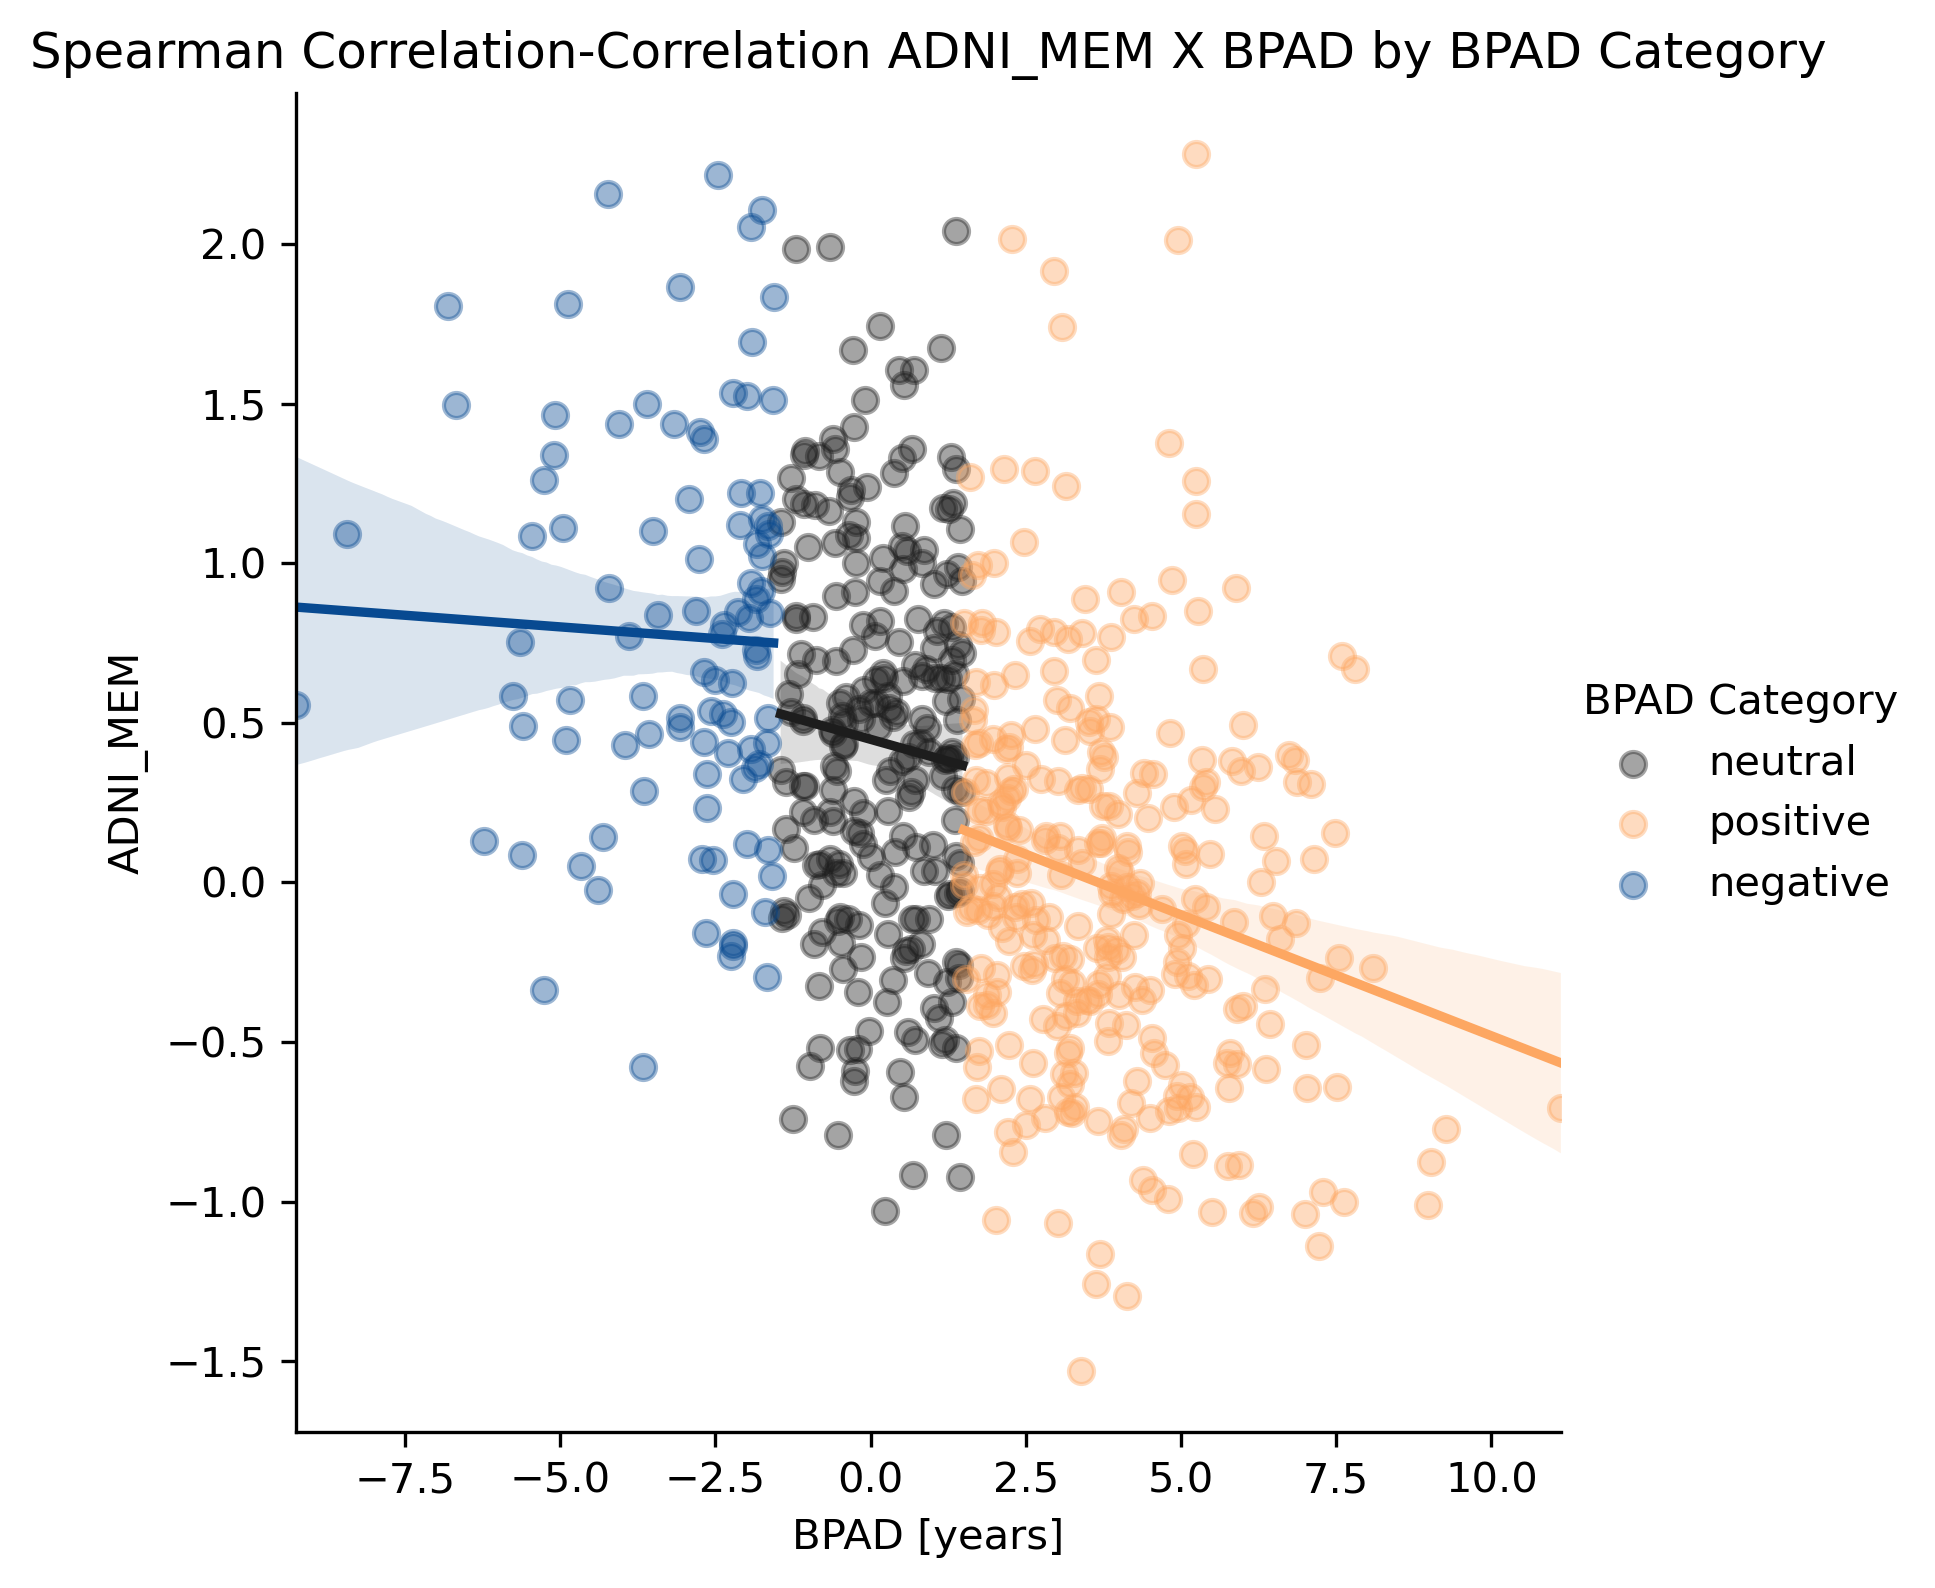 Spearman Correlation-Correlation ADNI_MEM X BPAD by BPAD Category
ADNI_MEM
2.0
1.5
1.0
0.5
0.0
−0.5
−1.0
−1.5
−7.5
−5.0
−2.5
0.0
2.5
5.0
7.5
10.0
BPAD [years]
BPAD Category
neutral
positive
negative